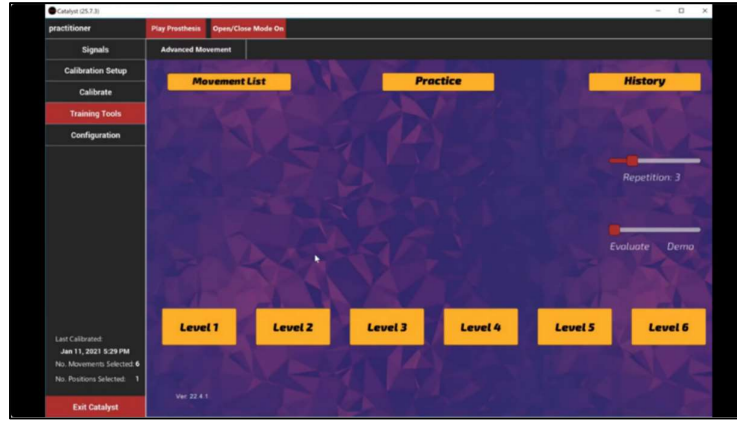 Catalyst (25.7.3)
practitioner
Play Prosthesis
Open/Close Mode On
Signals
Advanced Movement
Calibration Setup
Calibrate
Training Tools
Configuration
Movement List
Practice
History
Repetition: 3
Evaluate Demo
Level 1
Level 2
Level 3
Level 4
Level 5
Level 6
Last Calibrated:
Jan 11, 2021 5:29 PM
No. Movements Selected: 6
No. Positions Selected: 1
Ver 22.4.1
Exit Catalyst